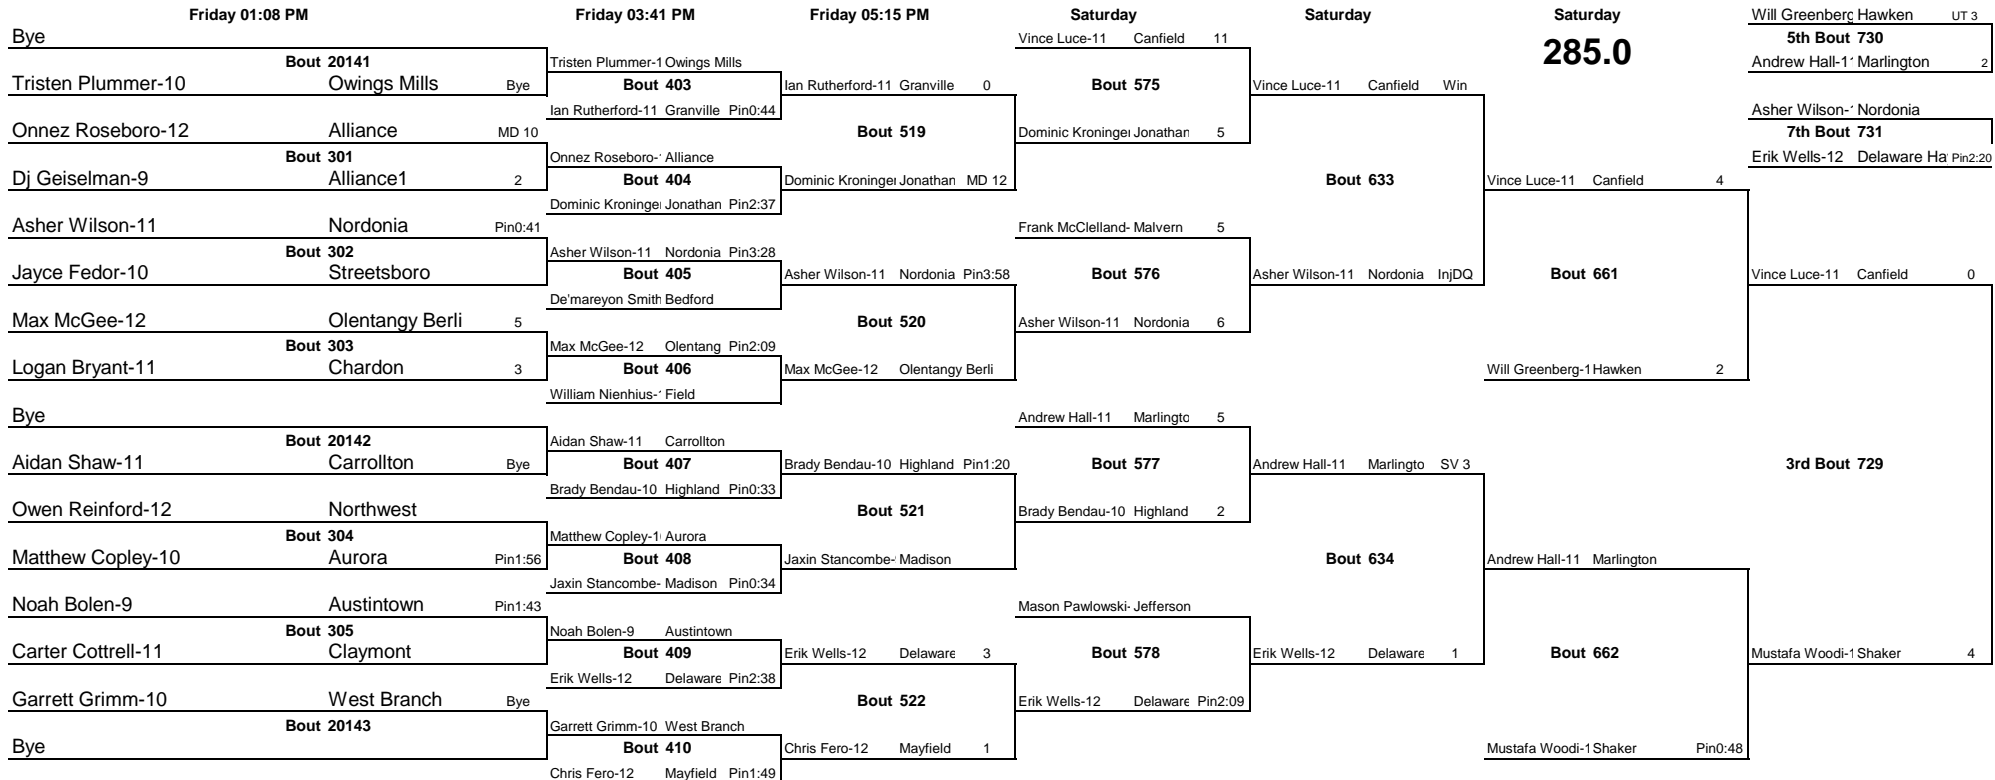 Friday 01:08 PM Friday 03:41 PM Friday 05:15 PM Saturday Saturday Saturday Will Greenberg Hawken UT 3
Bye Vince Luce-11 Canfield 11 285.0 5th Bout 730
Bout 20141 Tristen Plummer-1 Owings Mills Andrew Hall-1 Marlington 2
Tristen Plummer-10 Owings Mills Bye Bout 403 Ian Rutherford-11 Granville 0 Bout 575 Vince Luce-11 Canfield Win
Ian Rutherford-11 Granville Pin0:44 Asher Wilson- Nordonia
Onnez Roseboro-12 Alliance MD 10 Bout 519 Dominic Kroninge Jonathan 5 7th Bout 731
Bout 301 Onnez Roseboro- Alliance Erik Wells-12 Delaware Ha Pin2:20
Dj Geiselman-9 Alliance1 2 Bout 404 Dominic Kroninge Jonathan MD 12 Bout 633 Vince Luce-11 Canfield 4
Dominic Kroninge Jonathan Pin2:37
Asher Wilson-11 Nordonia Pin0:41 Frank McClelland- Malvern 5
Bout 302 Asher Wilson-11 Nordonia Pin3:28
Jayce Fedor-10 Streetsboro Bout 405 Asher Wilson-11 Nordonia Pin3:58 Bout 576 Asher Wilson-11 Nordonia InjDQ Bout 661 Vince Luce-11 Canfield 0
De'mareyon Smith Bedford
Max McGee-12 Olentangy Berli 5 Bout 520 Asher Wilson-11 Nordonia 6
Bout 303 Max McGee-12 Olentang Pin2:09
Logan Bryant-11 Chardon 3 Bout 406 Max McGee-12 Olentangy Berli Will Greenberg-1 Hawken 2
William Nienhius- Field
Bye Andrew Hall-11 Marlingto 5
Bout 20142 Aidan Shaw-11 Carrollton
Aidan Shaw-11 Carrollton Bye Bout 407 Brady Bendau-10 Highland Pin1:20 Bout 577 Andrew Hall-11 Marlingto SV 3 3rd Bout 729
Brady Bendau-10 Highland Pin0:33
Owen Reinford-12 Northwest Bout 521 Brady Bendau-10 Highland 2
Bout 304 Matthew Copley-1 Aurora
Matthew Copley-10 Aurora Pin1:56 Bout 408 Jaxin Stancombe- Madison Bout 634 Andrew Hall-11 Marlington
Jaxin Stancombe- Madison Pin0:34
Noah Bolen-9 Austintown Pin1:43 Mason Pawlowski- Jefferson
Bout 305 Noah Bolen-9 Austintown
Carter Cottrell-11 Claymont Bout 409 Erik Wells-12 Delaware 3 Bout 578 Erik Wells-12 Delaware 1 Bout 662 Mustafa Woodi-1 Shaker 4
Erik Wells-12 Delaware Pin2:38
Garrett Grimm-10 West Branch Bye Bout 522 Erik Wells-12 Delaware Pin2:09
Bout 20143 Garrett Grimm-10 West Branch
Bye Bout 410 Chris Fero-12 Mayfield 1 Mustafa Woodi-1 Shaker Pin0:48
Chris Fero-12 Mayfield Pin1:49